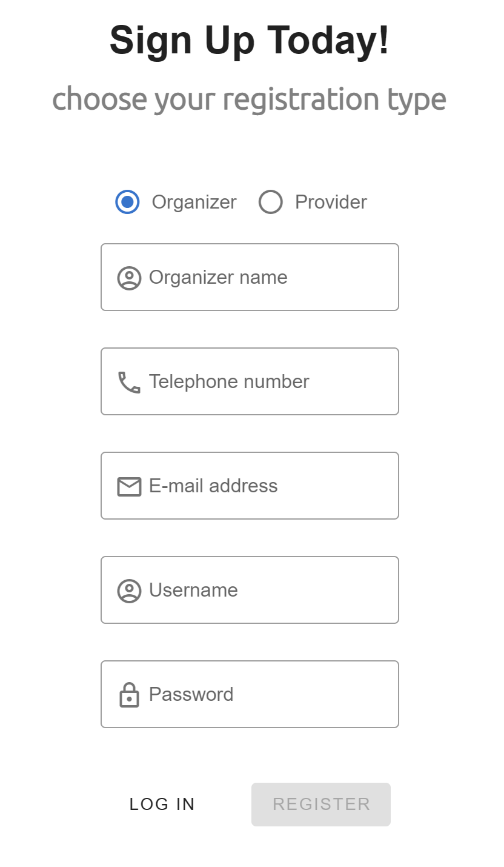 Sign Up Today!
choose your registration type
Organizer Provider
Organizer name
Telephone number
E-mail address
Username
Password
LOG IN REGISTER